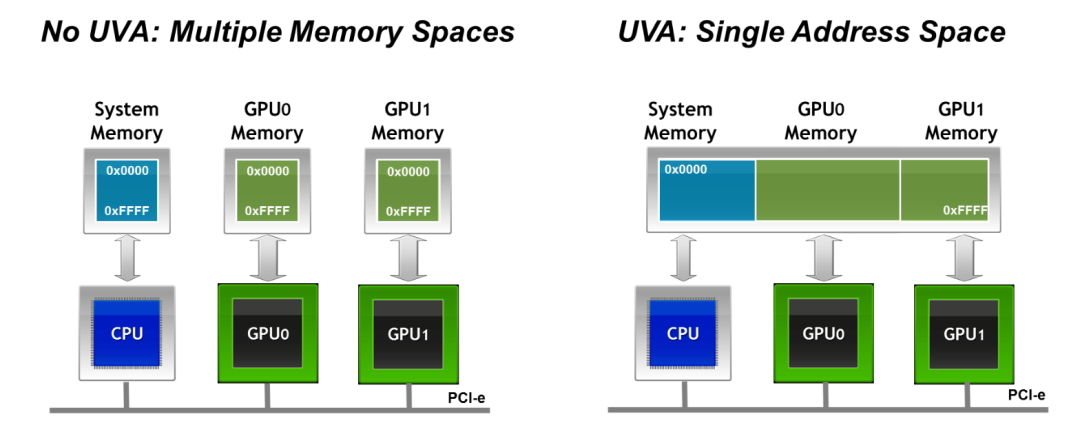 No UVA: Multiple Memory Spaces
System Memory
GPU0 Memory
GPU1 Memory
0x0000
0xFFFF
0x0000
0xFFFF
0x0000
0xFFFF
CPU
GPU0
GPU1
PCI-e
UVA: Single Address Space
System Memory
GPU0 Memory
GPU1 Memory
0x0000
0xFFFF
CPU
GPU0
GPU1
PCI-e